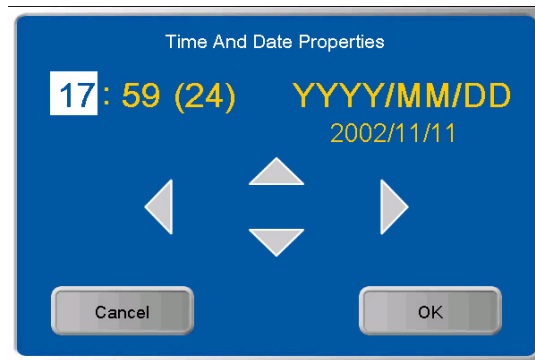 Time And Date Properties
17 : 59 (24) YYYY/MM/DD
2002/11/11
Cancel OK